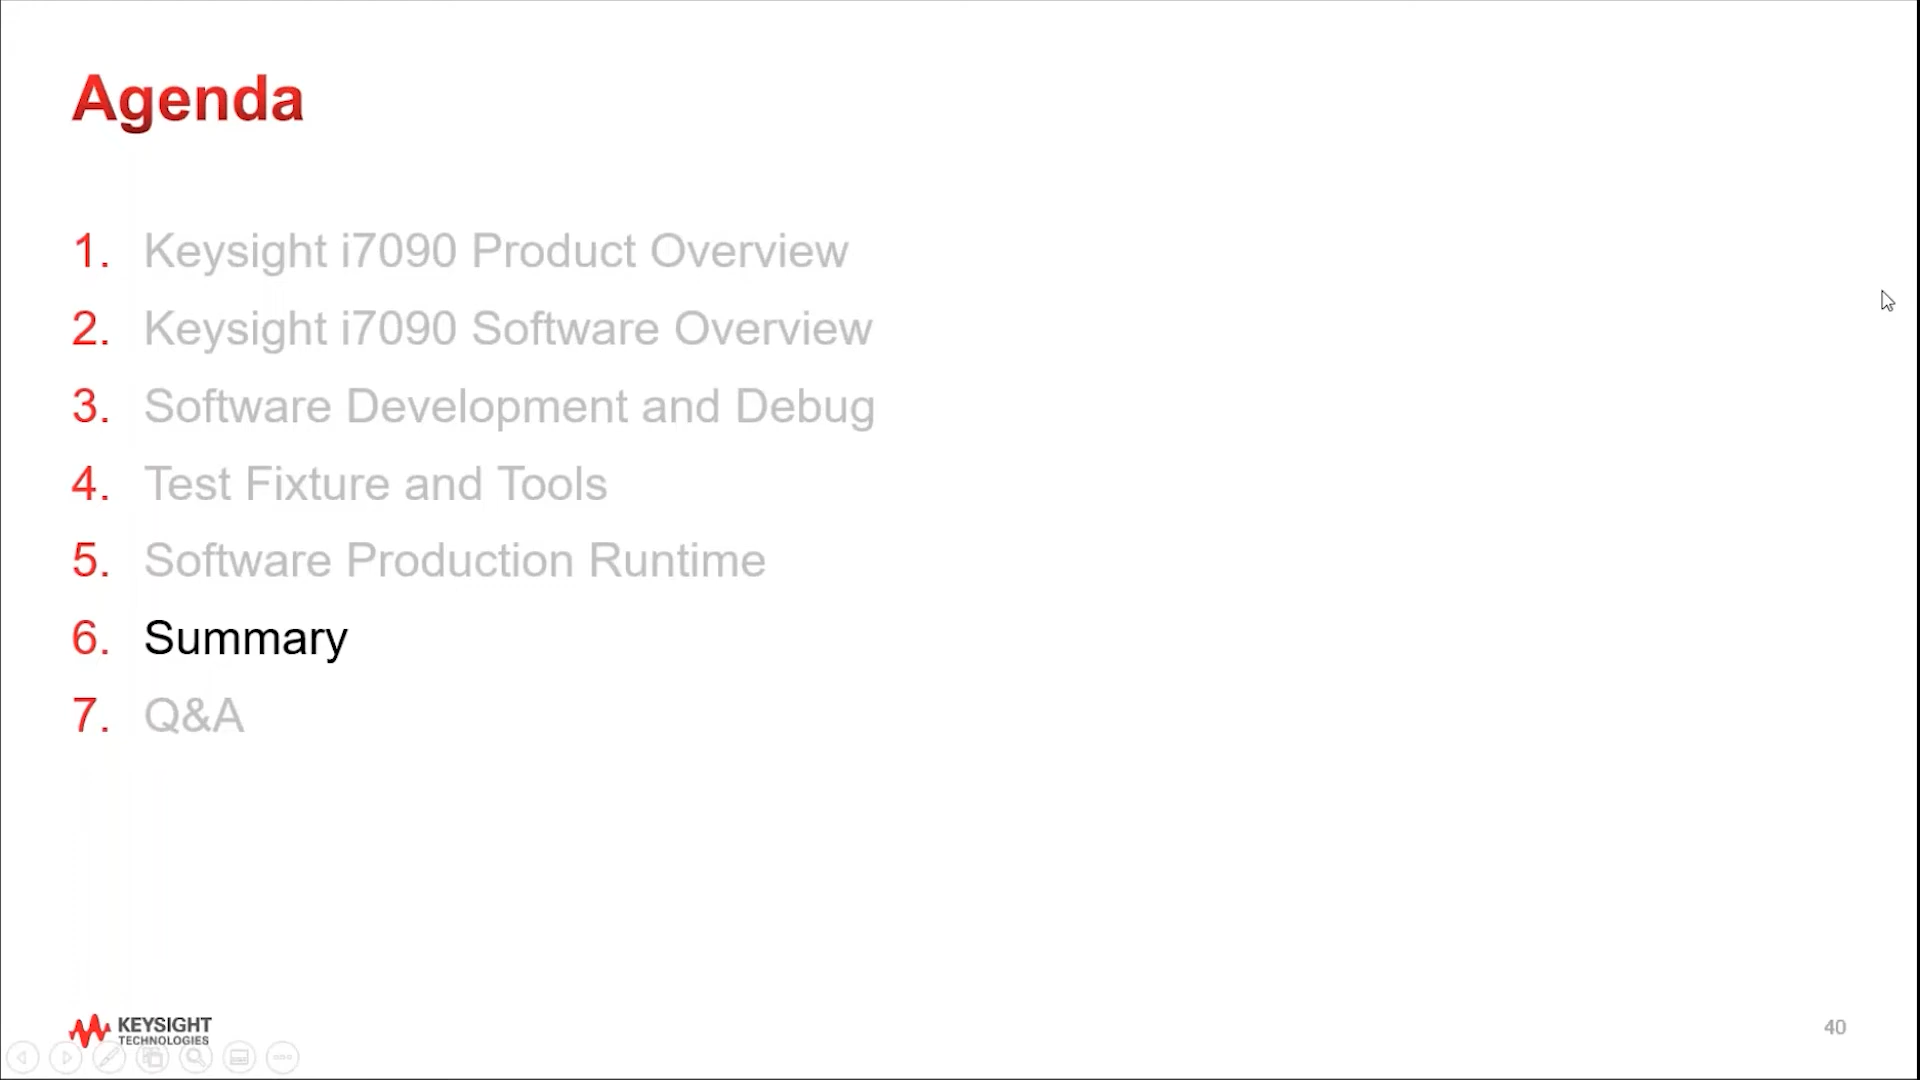 Agenda
1. Keysight i7090 Product Overview
2. Keysight i7090 Software Overview
3. Software Development and Debug
4. Test Fixture and Tools
5. Software Production Runtime
6. Summary
7. Q&A
KEYSIGHT
TECHNOLOGIES
40